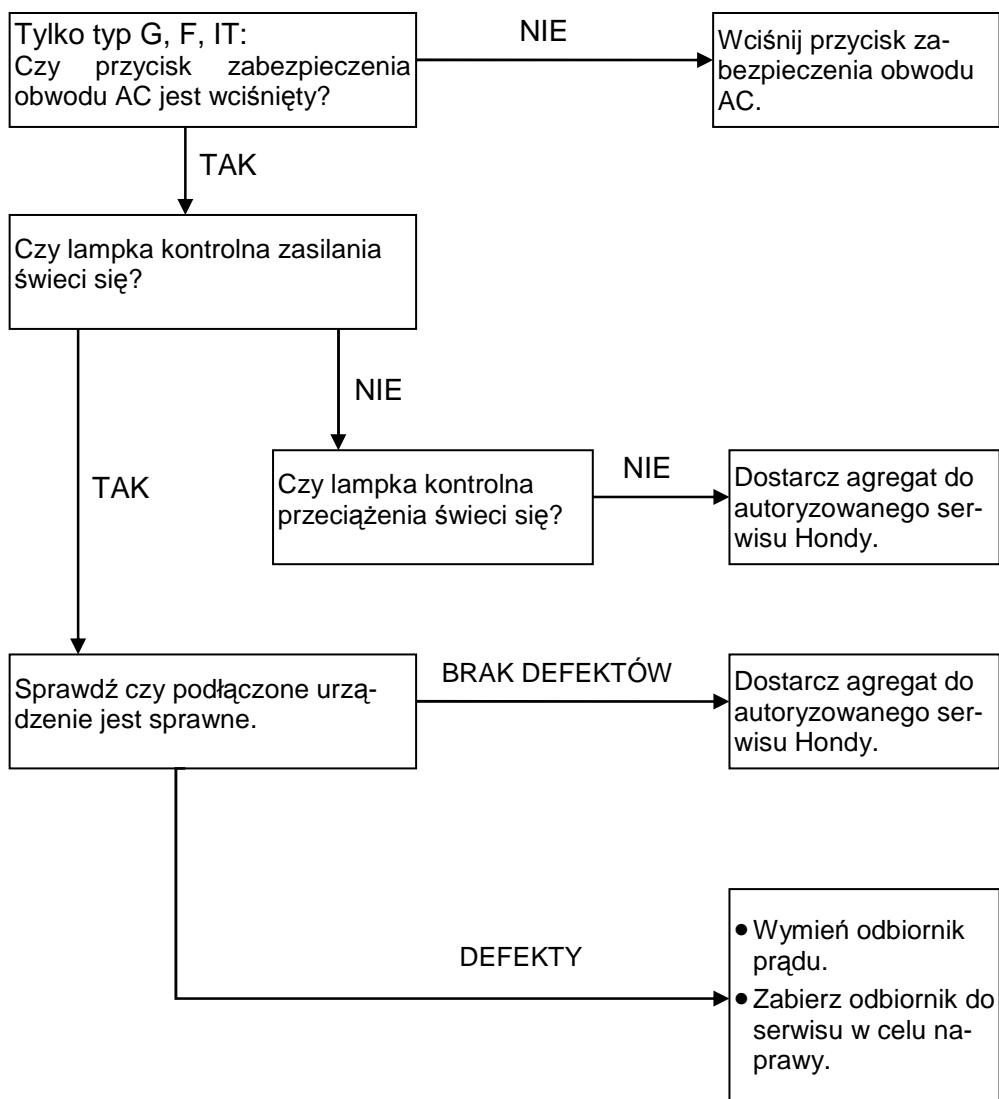 Tylko typ G, F, IT:
Czy przycisk zabezpieczenia
obwodu AC jest wciśnięty?
NIE
Wciśnij przycisk za-
bezpieczenia obwodu
AC.
TAK
Czy lampka kontrolna zasilania
świeci się?
NIE
TAK
Czy lampka kontrolna
przeciążenia świeci się?
NIE
Dostarcz agregat do
autoryzowanego ser-
wisu Hondy.
Sprawdź czy podłączone urzą-
dzenie jest sprawne.
BRAK DEFEKTÓW
Dostarcz agregat do
autoryzowanego ser-
wisu Hondy.
DEFEKTY
• Wymień odbiornik
prądu.
• Zabierz odbiornik do
serwisu w celu na-
prawy.